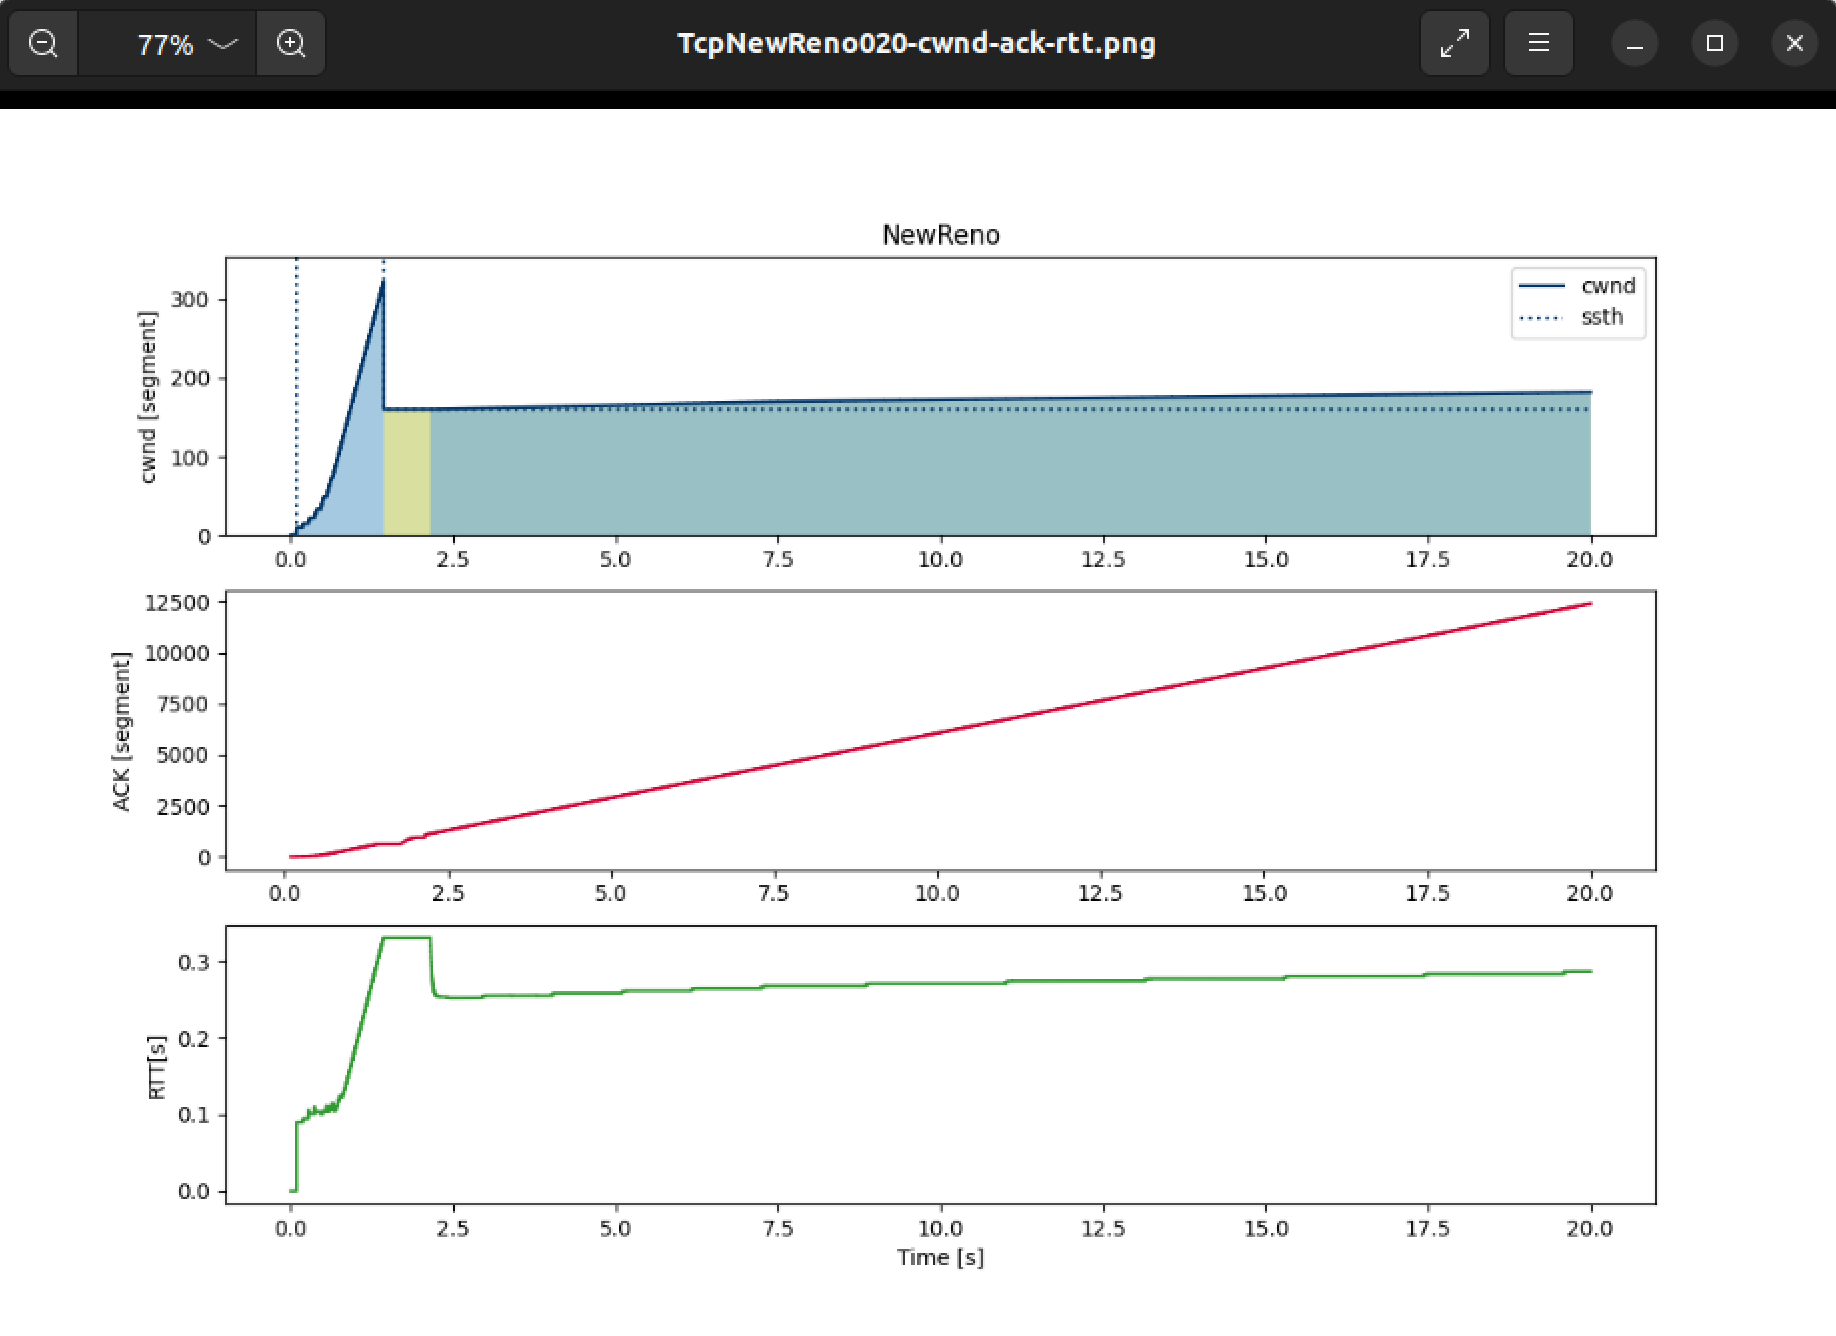 77%
TcpNewReno020-cwnd-ack-rtt.png
NewReno
cwnd
ssth
cwnd [segment]
300
200
100
0
0.0 2.5 5.0 7.5 10.0 12.5 15.0 17.5 20.0
ACK [segment]
12500
10000
7500
5000
2500
0
0.0 2.5 5.0 7.5 10.0 12.5 15.0 17.5 20.0
RTT[s]
0.3
0.2
0.1
0.0
0.0 2.5 5.0 7.5 10.0 12.5 15.0 17.5 20.0
Time [s]